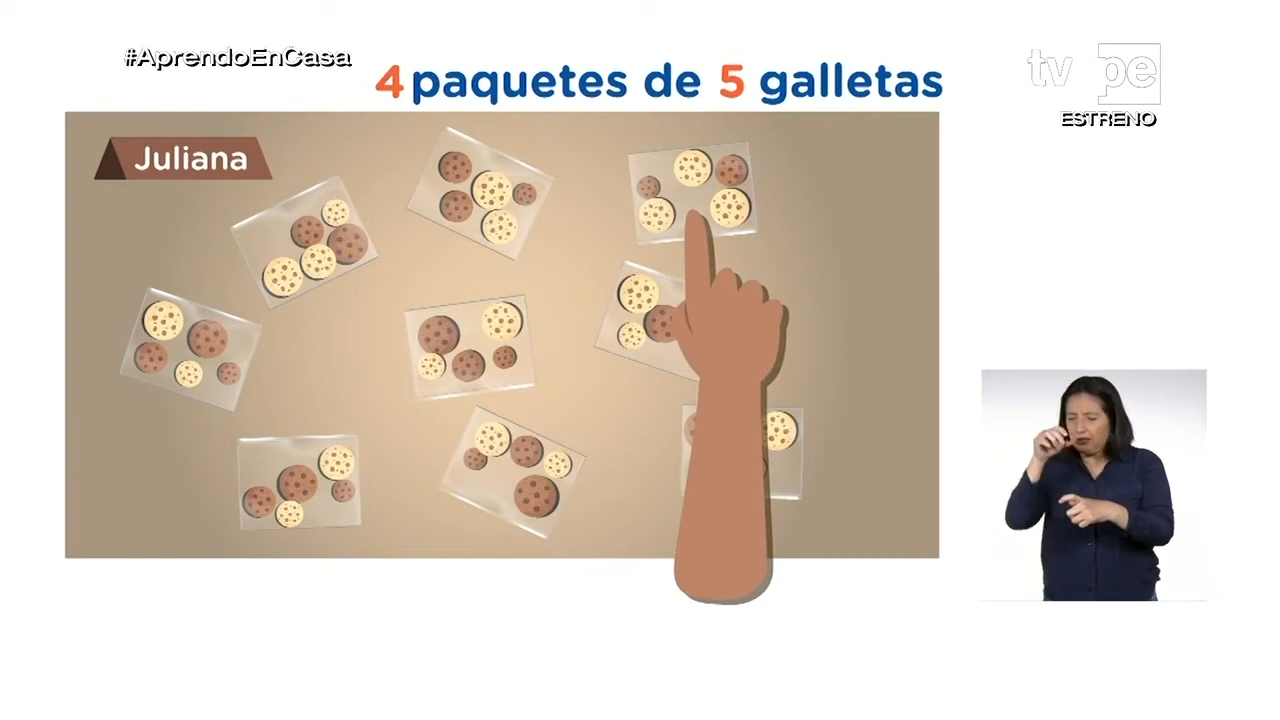 #AprendoEnCasa
4 paquetes de 5 galletas
tv pe
ESTRENO
Juliana